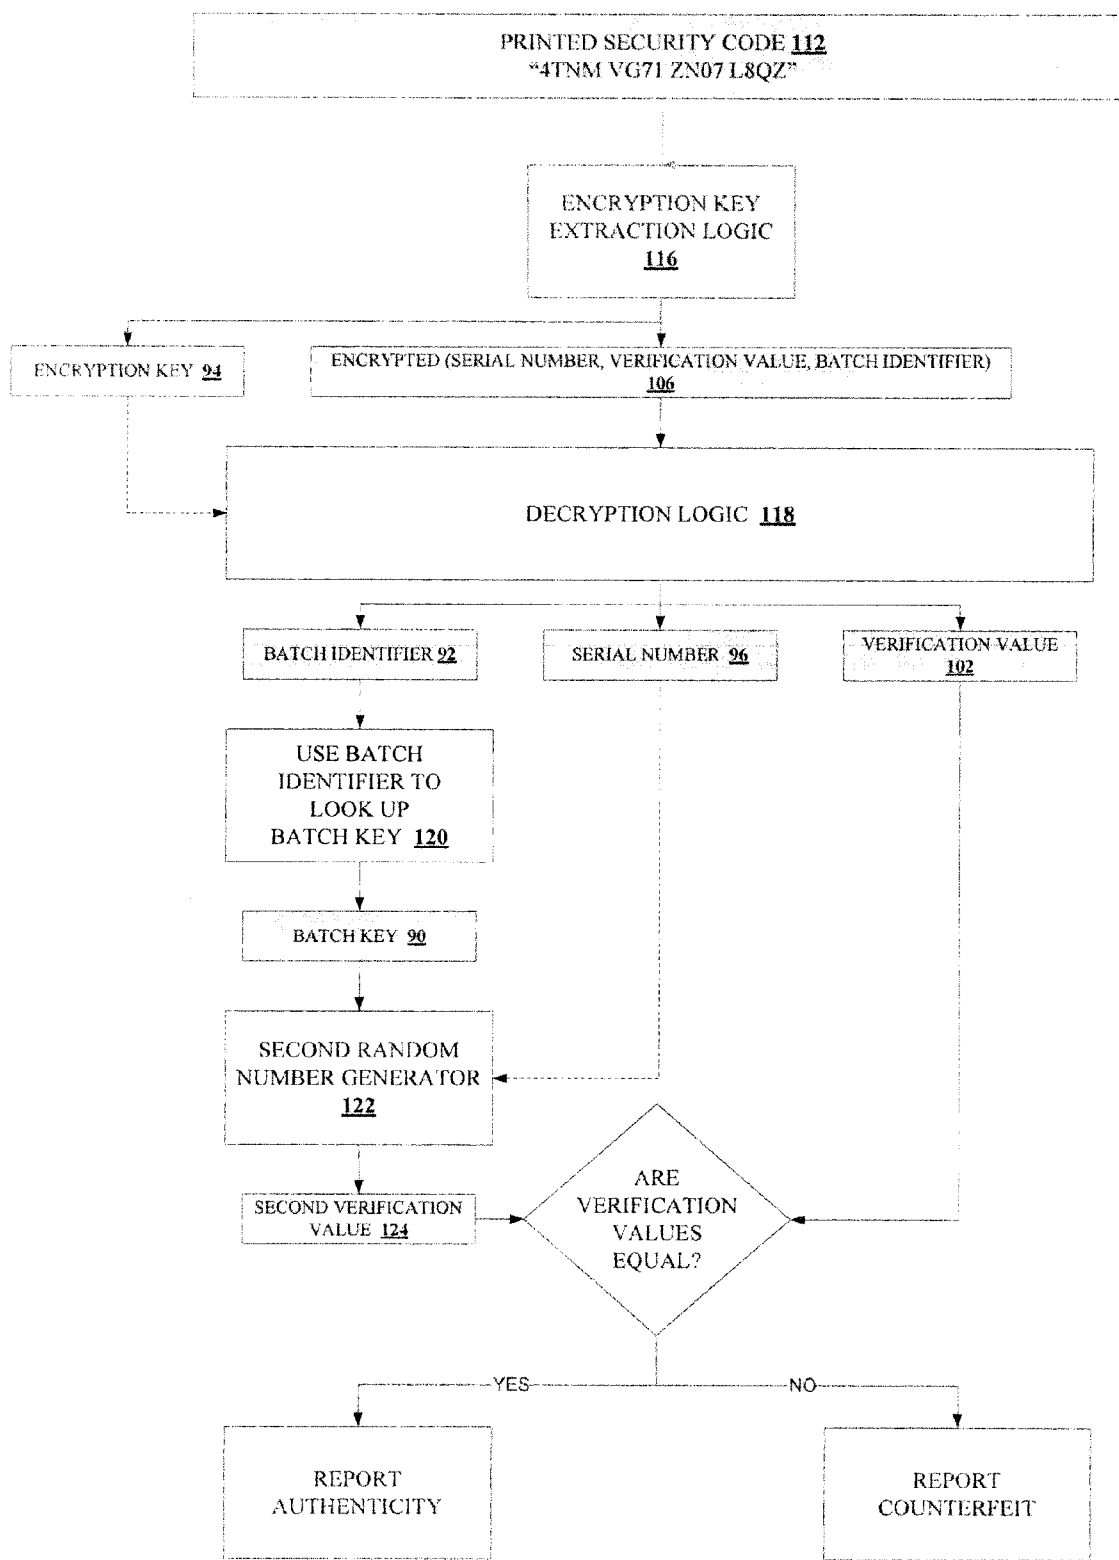 PRINTED SECURITY CODE 112
“4TNM VG71 ZN07 L8QZ”
ENCRYPTION KEY
EXTRACTION LOGIC
116
ENCRYPTION KEY 94
ENCRYPTED (SERIAL NUMBER, VERIFICATION VALUE, BATCH IDENTIFIER)
106
DECRYPTION LOGIC 118
BATCH IDENTIFIER 92
SERIAL NUMBER 96
VERIFICATION VALUE
102
USE BATCH
IDENTIFIER TO
LOOK UP
BATCH KEY 120
BATCH KEY 90
SECOND RANDOM
NUMBER GENERATOR
122
SECOND VERIFICATION
VALUE 124
ARE
VERIFICATION
VALUES
EQUAL?
YES
NO
REPORT
AUTHENTICITY
REPORT
COUNTERFEIT